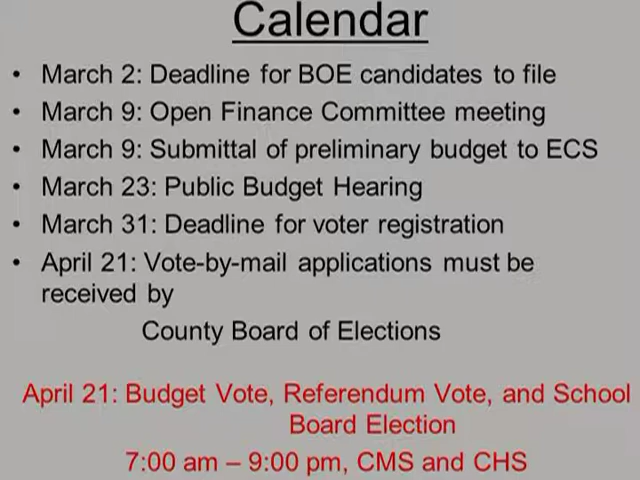 Calendar
• March 2: Deadline for BOE candidates to file
• March 9: Open Finance Committee meeting
• March 9: Submittal of preliminary budget to ECS
• March 23: Public Budget Hearing
• March 31: Deadline for voter registration
• April 21: Vote-by-mail applications must be
received by
County Board of Elections
April 21: Budget Vote, Referendum Vote, and School
Board Election
7:00 am – 9:00 pm, CMS and CHS